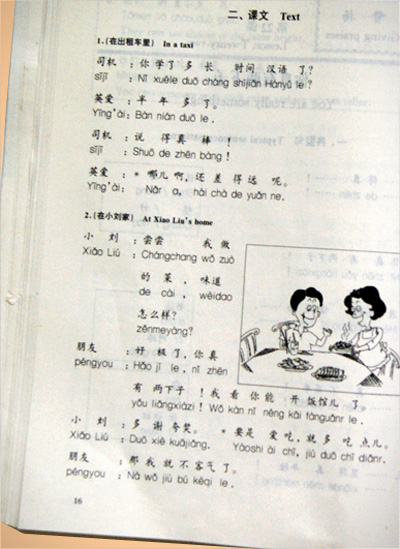 二、课文 Text
1.(在出租车里) In a taxi
司机 ：你 学 了 多 长 时间 汉语 了？
sījī : Nǐ xuéle duō cháng shíjiān Hànyǔ le ?
英爱 ：半 年 多 了。
Yīng'ài : Bàn nián duō le .
司机 ：说 得 真 棒 ！
sījī : Shuō de zhēn bàng !
英爱 ：*哪儿 啊，还 差 得 远 呢。
Yīng'ài : Nǎr a, hái chà de yuǎn ne.
2.(在小刘家) At Xiao Liu's home
小 刘 ：尝尝 我 做
Xiǎo Liú : Chángchang wǒ zuò
的 菜， 味道
de cài , wèidao
怎么样？
zěnmeyàng?
朋友 ：好 极 了，你 真
péngyou : Hǎo jí le , nǐ zhēn
有 两下子 ！我 看 你 能 开 饭馆儿 了。
yǒu liǎngxiàzi ! Wǒ kàn nǐ néng kāi fànguǎnr le .
小 刘 ：多 谢 夸奖。 *要是 爱 吃，就 多 吃 点儿。
Xiǎo Liú : Duō xiè kuājiǎng. Yàoshi ài chī, jiù duō chī diǎnr.
朋友 ：那 我 就 不 客气 了。
péngyou : Nà wǒ jiù bú kèqi le .
16